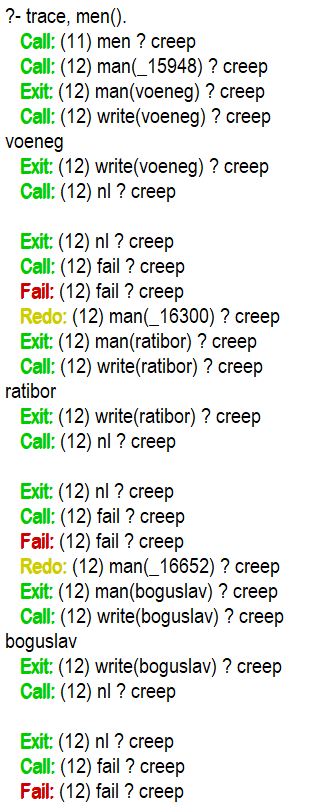 ?- trace, men().
Call: (11) men ? creep
Call: (12) man(_15948) ? creep
Exit: (12) man(voeneg) ? creep
Call: (12) write(voeneg) ? creep
voeneg
Exit: (12) write(voeneg) ? creep
Call: (12) nl ? creep
Exit: (12) nl ? creep
Call: (12) fail ? creep
Fail: (12) fail ? creep
Redo: (12) man(_16300) ? creep
Exit: (12) man(ratibor) ? creep
Call: (12) write(ratibor) ? creep
ratibor
Exit: (12) write(ratibor) ? creep
Call: (12) nl ? creep
Exit: (12) nl ? creep
Call: (12) fail ? creep
Fail: (12) fail ? creep
Redo: (12) man(_16652) ? creep
Exit: (12) man(boguslav) ? creep
Call: (12) write(boguslav) ? creep
boguslav
Exit: (12) write(boguslav) ? creep
Call: (12) nl ? creep
Exit: (12) nl ? creep
Call: (12) fail ? creep
Fail: (12) fail ? creep